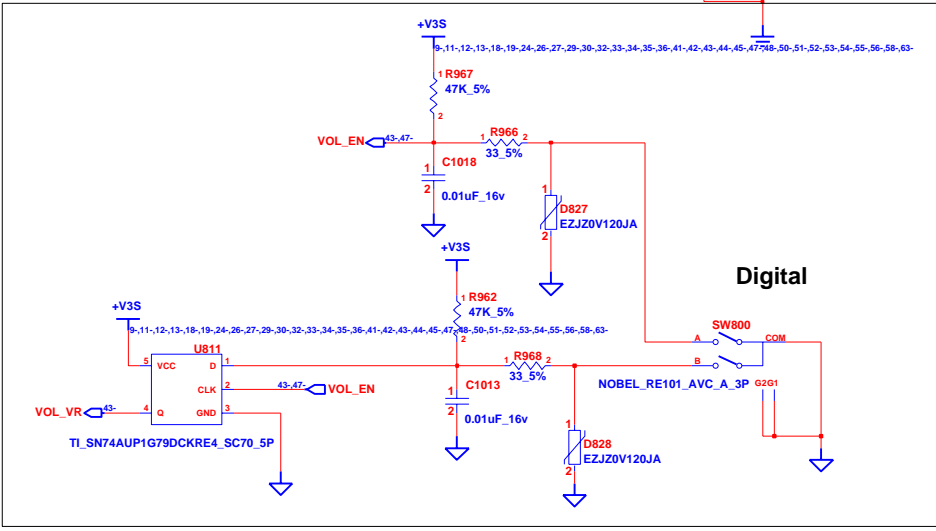 +V3S
9-,11-,12-,13-,18-,19-,24-,26-,27-,29-,30-,32-,33-,34-,35-,36-,41-,42-,43-,44-,45-,47-,48-,50-,51-,52-,53-,54-,55-,56-,58-,63-
1 R967
47K_5%
2
VOL_EN 43-,47-
1 R966 2
33_5%
1 C1018
2
0.01uF_16v
1
D827
EZJZ0V120JA
2
+V3S
Digital
1 R962
47K_5%
2
+V3S
9-,11-,12-,13-,18-,19-,24-,26-,27-,29-,30-,32-,33-,34-,35-,36-,41-,42-,43-,44-,45-,47-,48-,50-,51-,52-,53-,54-,55-,56-,58-,63-
SW800
A COM
U811
5 VCC D 1
1 R968 2
33_5%
B
NOBEL_RE101_AVC_A_3P
G2G1
CLK 2 43-,47- VOL_EN
1 C1013
2
0.01uF_16v
VOL_VR 43- 4 Q GND 3
TI_SN74AUP1G79DCKRE4_SC70_5P
1
D828
EZJZ0V120JA
2